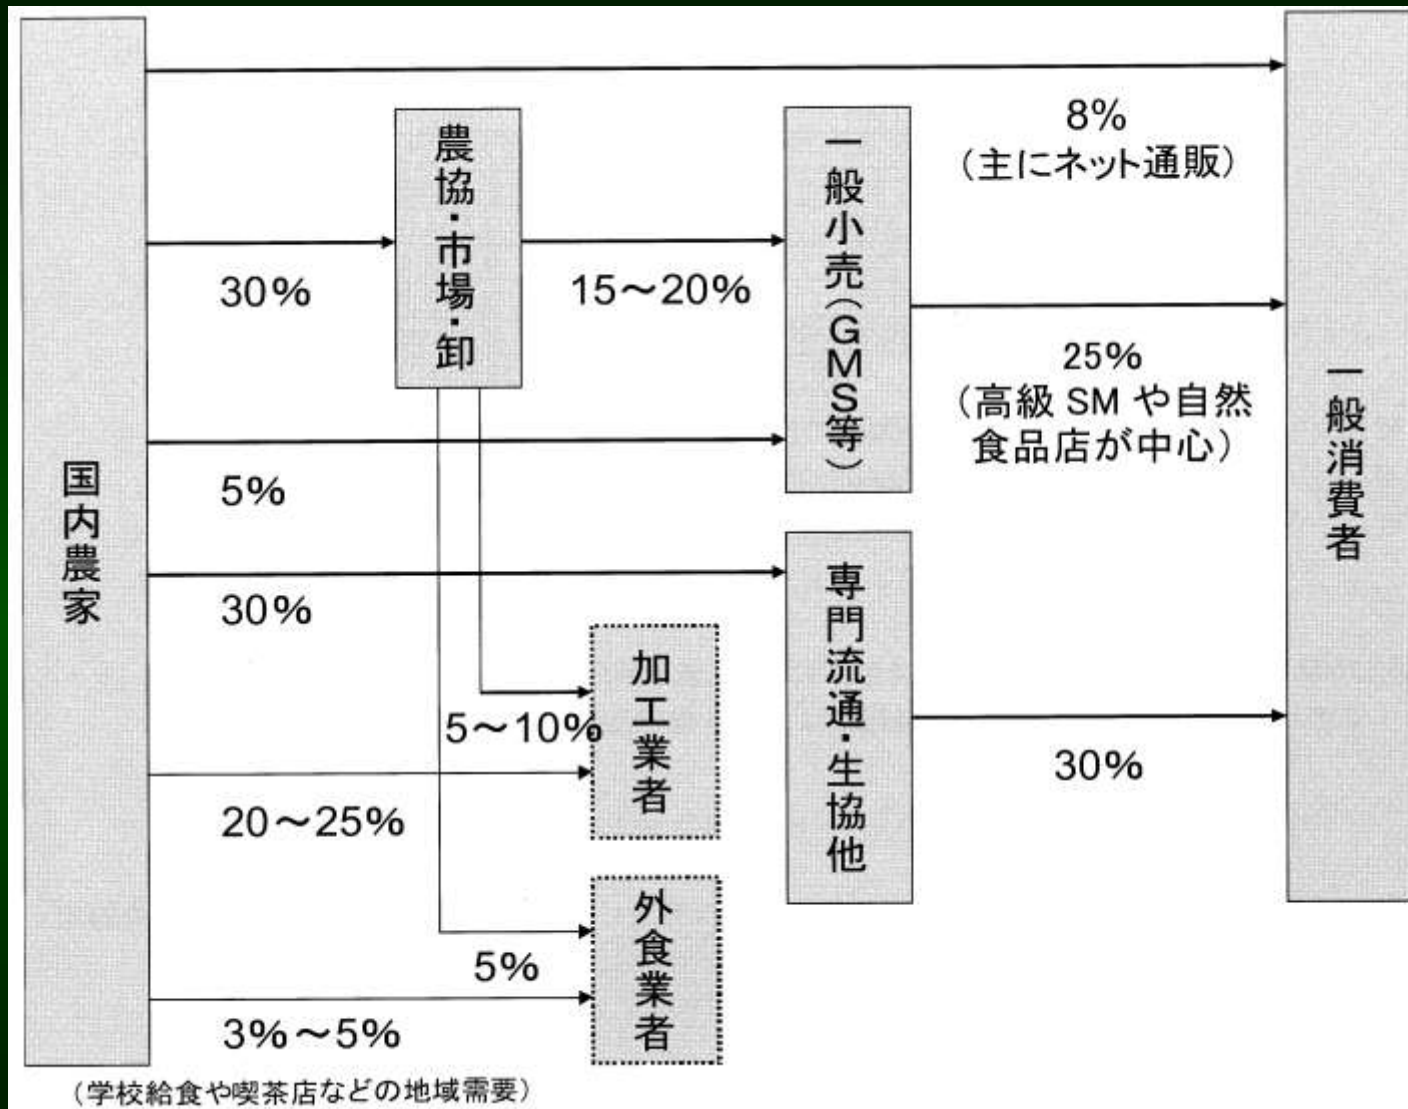 国内農家
8%
（主にネット通販）
農協・市場・卸
30%
15～20%
一般小売（GMS等）
25%
（高級 SM や自然
食品店が中心）
一般消費者
5%
30%
専門流通・生協他
30%
加工業者
5～10%
20～25%
外食業者
5%
3%～5%
（学校給食や喫茶店などの地域需要）